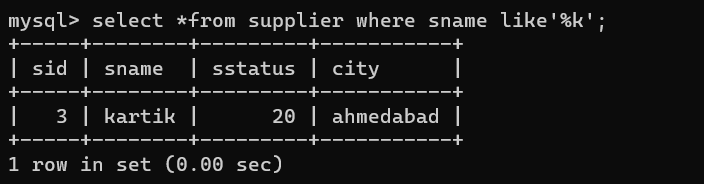 mysql> select *from supplier where sname like'%k';
+-----+--------+---------+-----------+
| sid | sname  | sstatus | city      |
+-----+--------+---------+-----------+
|   3 | kartik |      20 | ahmedabad |
+-----+--------+---------+-----------+
1 row in set (0.00 sec)